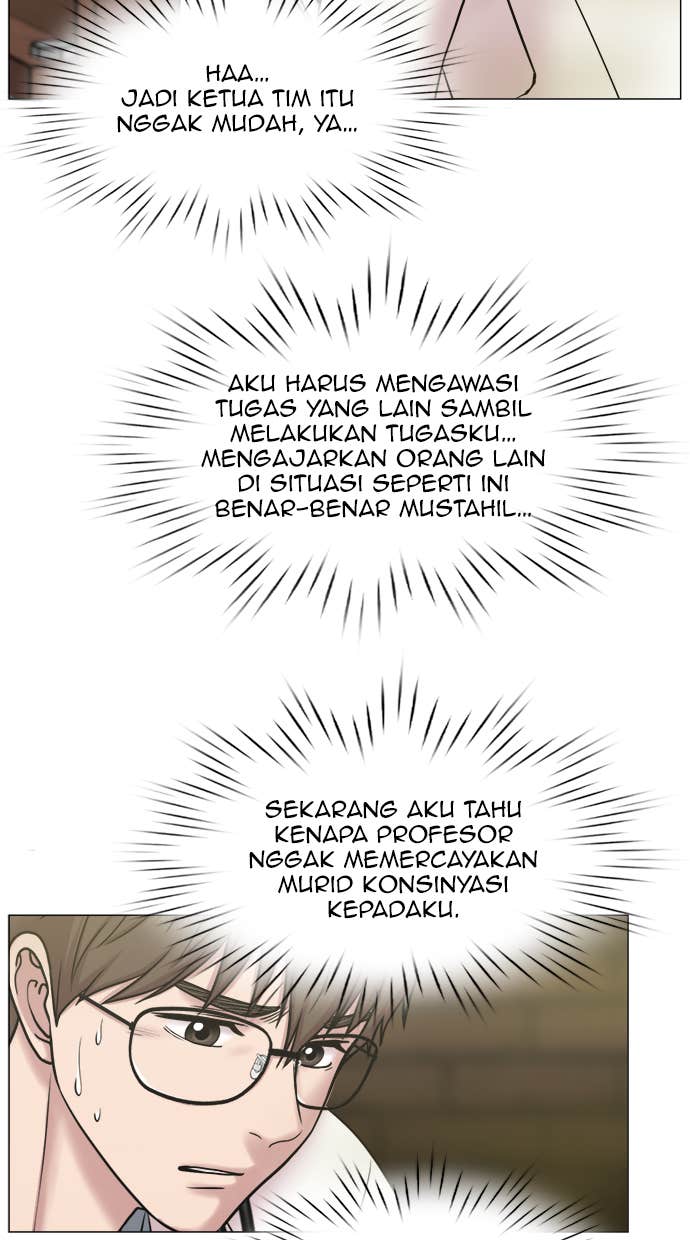 HAA...
JADI KETUA TIM ITU
NGGAK MUDAH, YA...
AKU HARUS MENGAWASI
TUGAS YANG LAIN SAMBIL
MELAKUKAN TUGASKU...
MENGAJARKAN ORANG LAIN
DI SITUASI SEPERTI INI
BENAR-BENAR MUSTAHIL...
SEKARANG AKU TAHU
KENAPA PROFESOR
NGGAK MEMERCAYAKAN
MURID KONSINYASI
KEPADAKU.